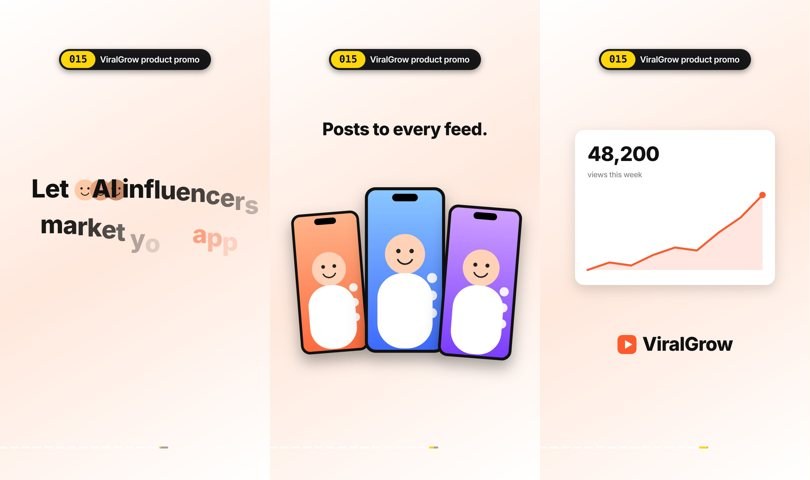 015 ViralGrow product promo
Let AI influencers
market yo app
015 ViralGrow product promo
Posts to every feed.
015 ViralGrow product promo
48,200
views this week
ViralGrow